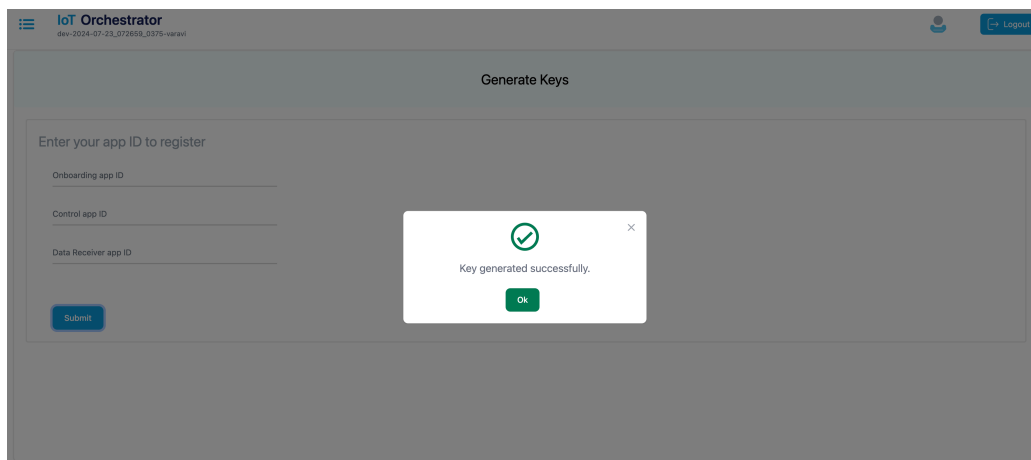 IoT Orchestrator
dev-2024-07-23_072659_0375-varavi
Logout
Generate Keys
Enter your app ID to register
Onboarding app ID
Control app ID
Data Receiver app ID
Submit
Key generated successfully.
Ok